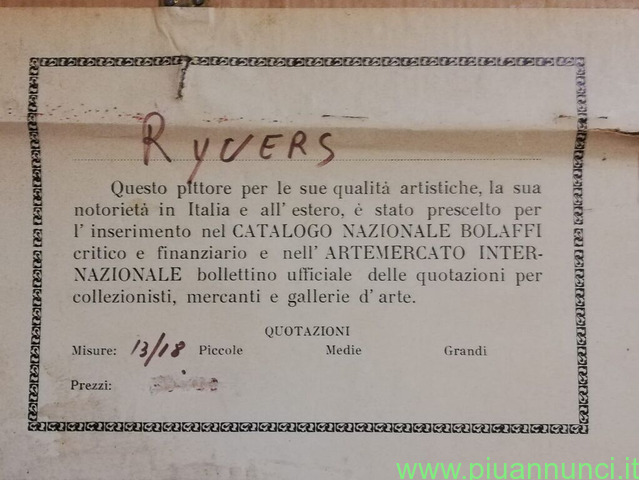 Ryvers
Questo pittore per le sue qualità artistiche, la sua
notorietà in Italia e all'estero, è stato prescelto per
l'inserimento nel CATALOGO NAZIONALE BOLAFFI
critico e finanziario e nell'ARTEMERCATO INTER-
NAZIONALE bollettino ufficiale delle quotazioni per
collezionisti, mercanti e gallerie d'arte.
QUOTAZIONI
Misure: 13/18 Piccole Medie Grandi
Prezzi:
www.piuannunci.it